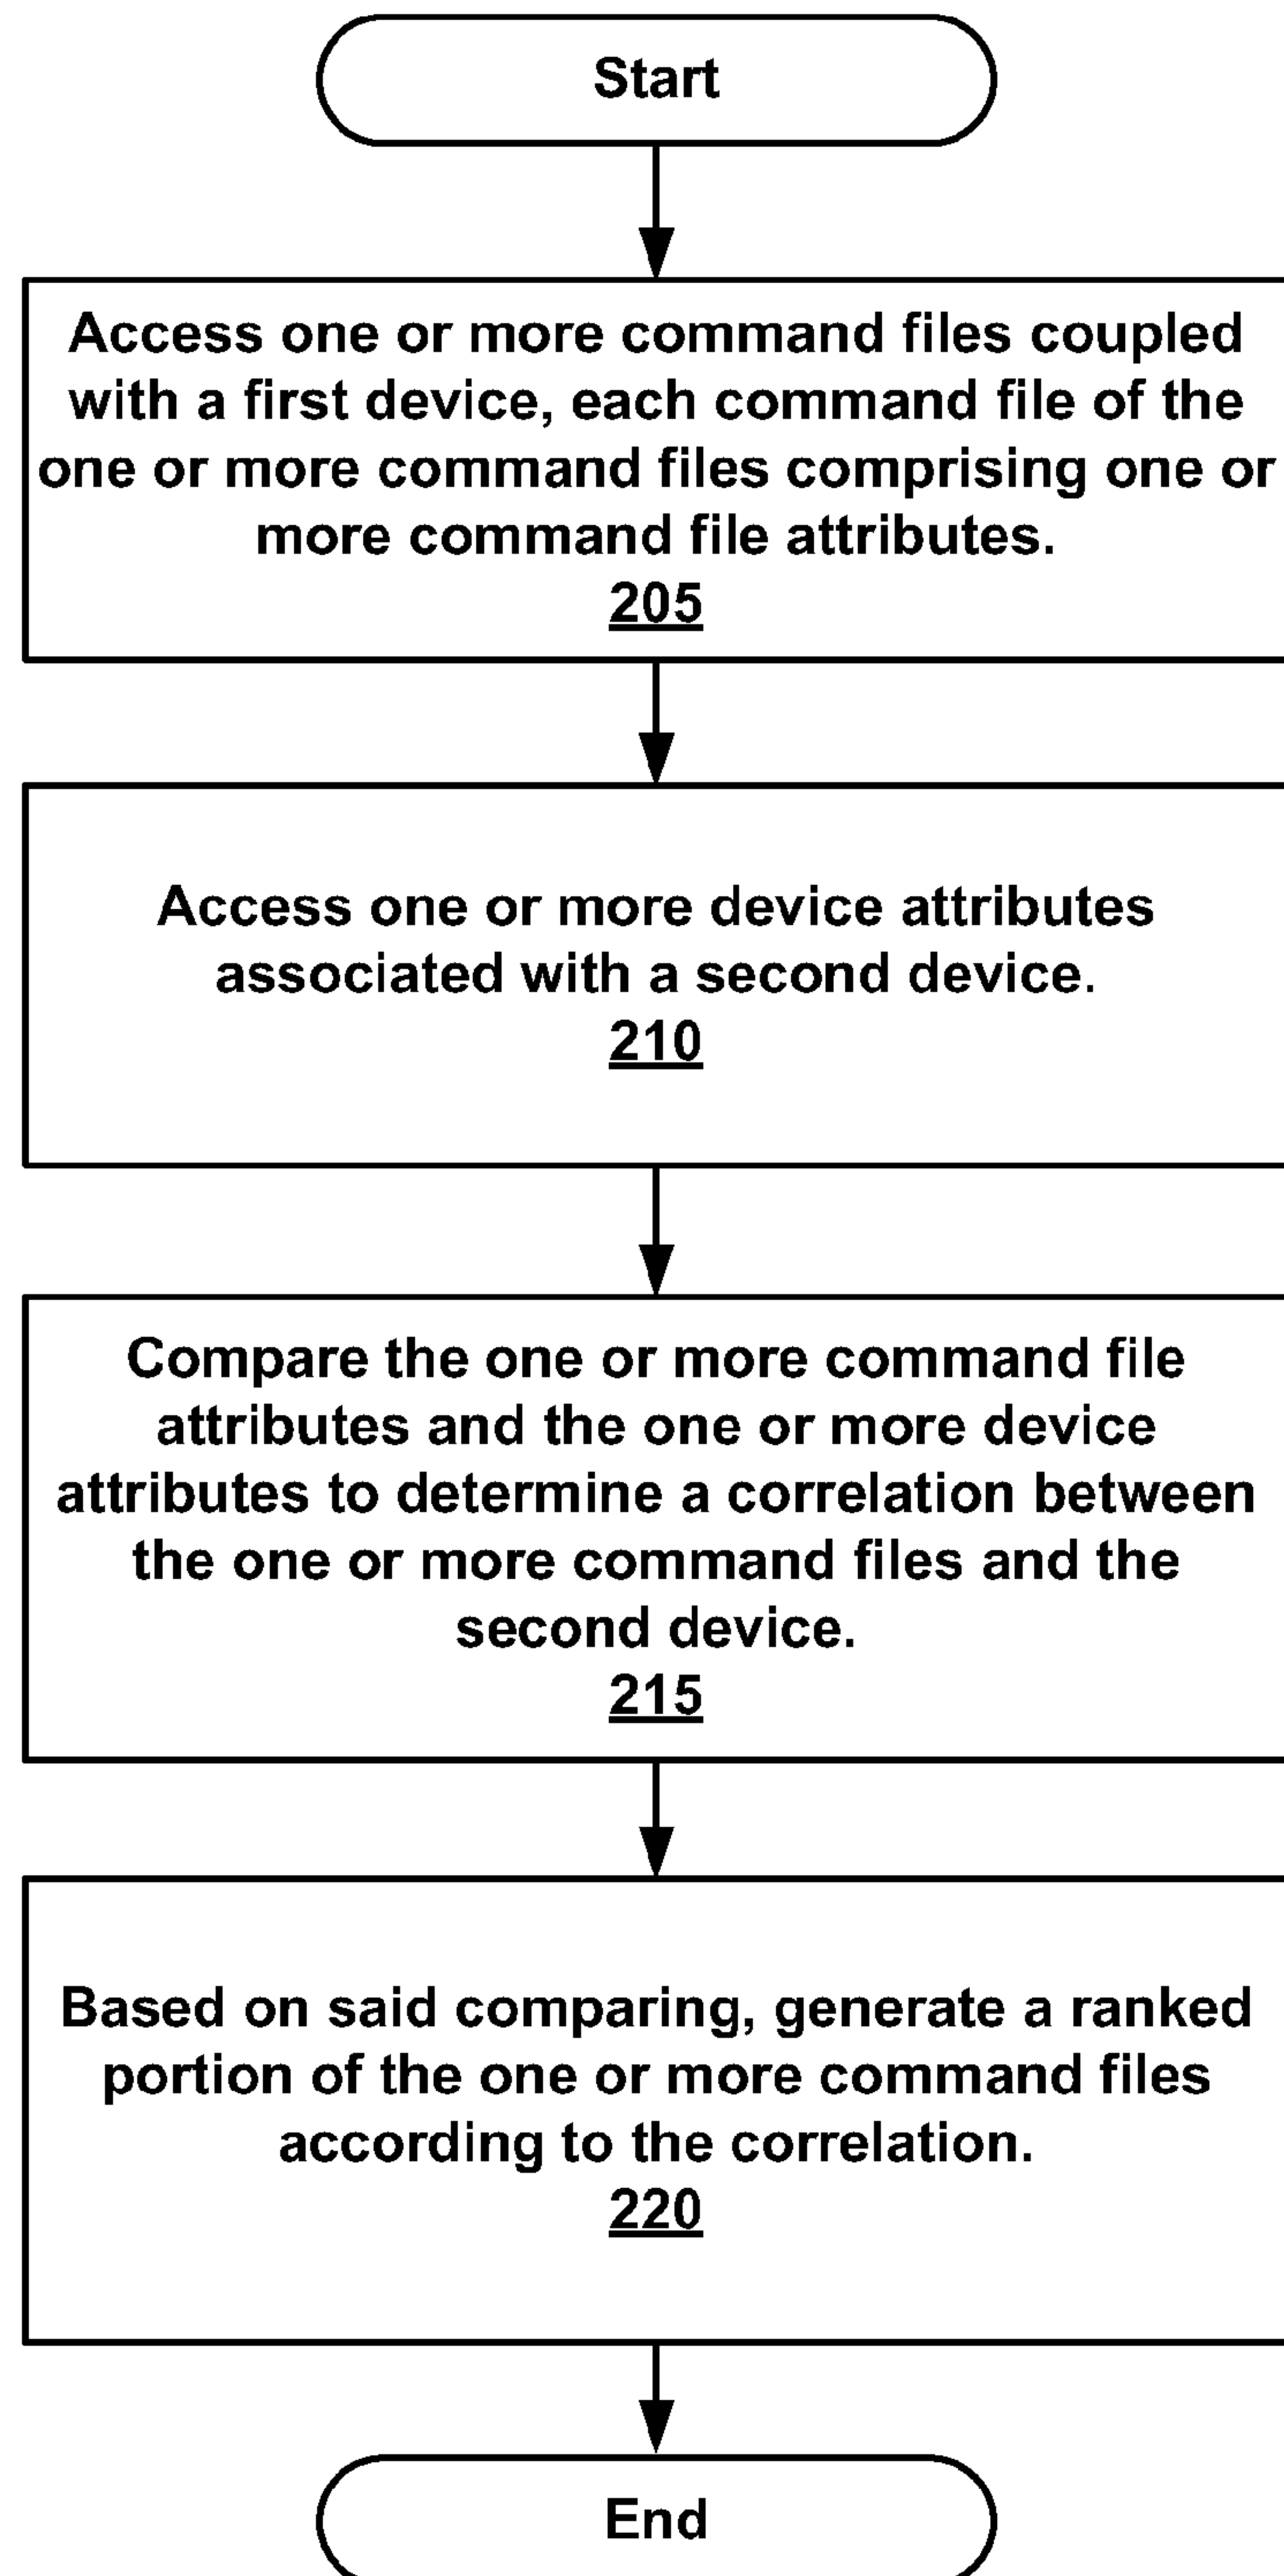 Start
Access one or more command files coupled
with a first device, each command file of the
one or more command files comprising one or
more command file attributes.
205
Access one or more device attributes
associated with a second device.
210
Compare the one or more command file
attributes and the one or more device
attributes to determine a correlation between
the one or more command files and the
second device.
215
Based on said comparing, generate a ranked
portion of the one or more command files
according to the correlation.
220
End